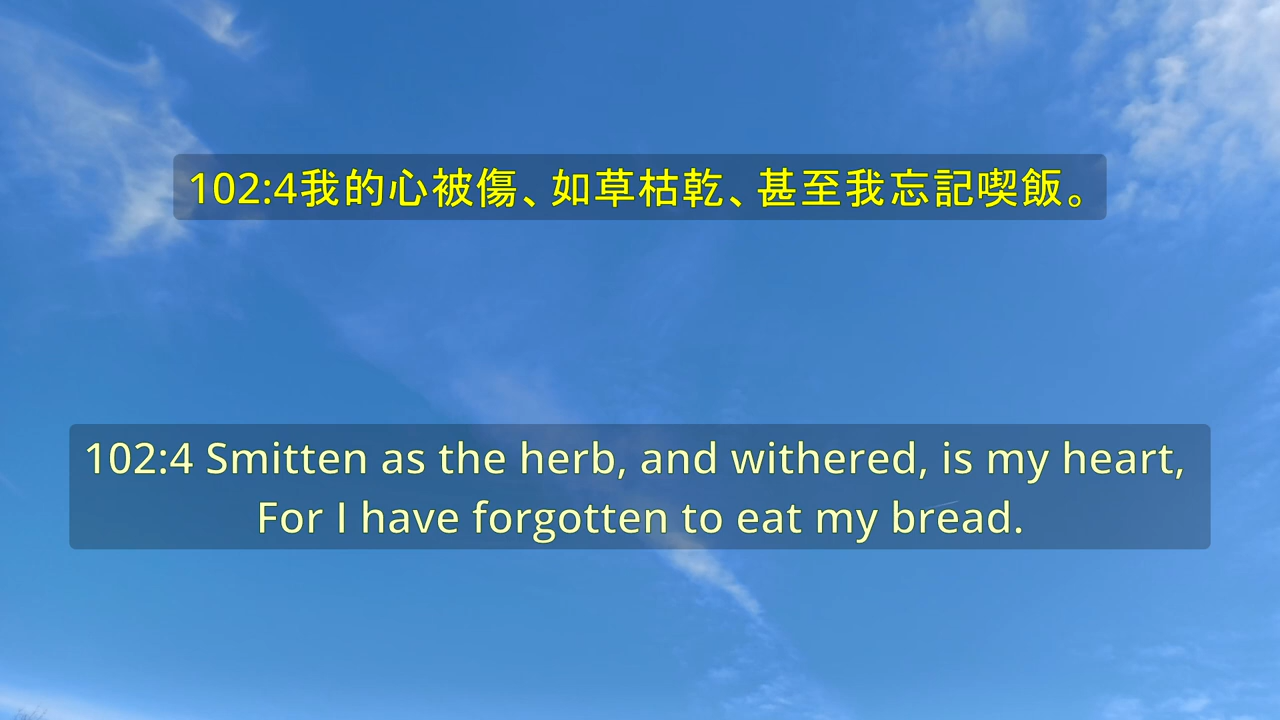 102:4我的心被傷、如草枯乾、甚至我忘記喫飯。
102:4 Smitten as the herb, and withered, is my heart,
For I have forgotten to eat my bread.